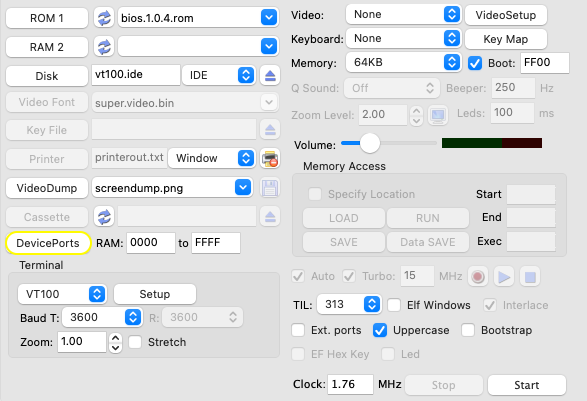 ROM 1 bios.1.0.4.rom
RAM 2
Disk vt100.ide IDE
Video Font super.video.bin
Key File
Printer printerout.txt Window
VideoDump screendump.png
Cassette
DevicePorts RAM: 0000 to FFFF
Terminal
VT100 Setup
Baud T: 3600 R: 3600
Zoom: 1.00 Stretch
Video: None VideoSetup
Keyboard: None Key Map
Memory: 64KB Boot: FF00
Q Sound: Off Beeper: 250 Hz
Zoom Level: 2.00 Leds: 100 ms
Volume:
Memory Access
Specify Location Start
LOAD RUN End
SAVE Data SAVE Exec
Auto Turbo: 15 MHz
TIL: 313 Elf Windows Interlace
Ext. ports Uppercase Bootstrap
EF Hex Key Led
Clock: 1.76 MHz Stop Start